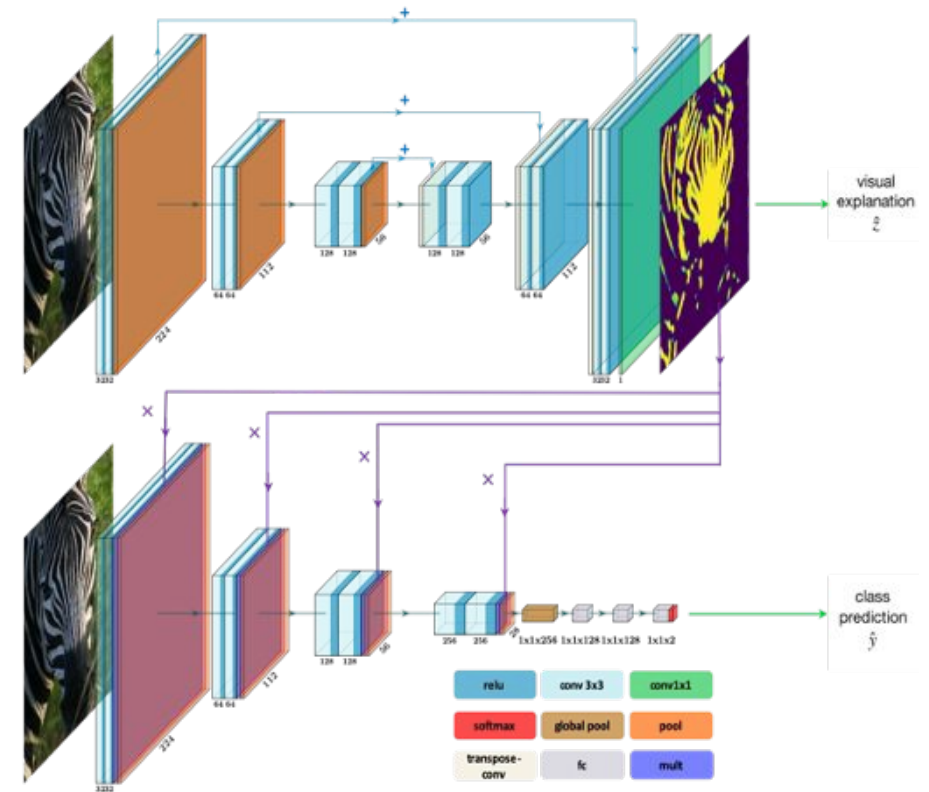 +
+
+
128 128
56
128 128
56
64 64
112
64 64
112
3232
224
3232
1
visual
explanation
ẑ
×
×
×
×
3232
224
64 64
112
128 128
56
256 256
28
1x1x256 1x1x128 1x1x128 1x1x2
class
prediction
ŷ
relu
conv 3x3
conv1x1
softmax
global pool
pool
transpose-
conv
fc
mult